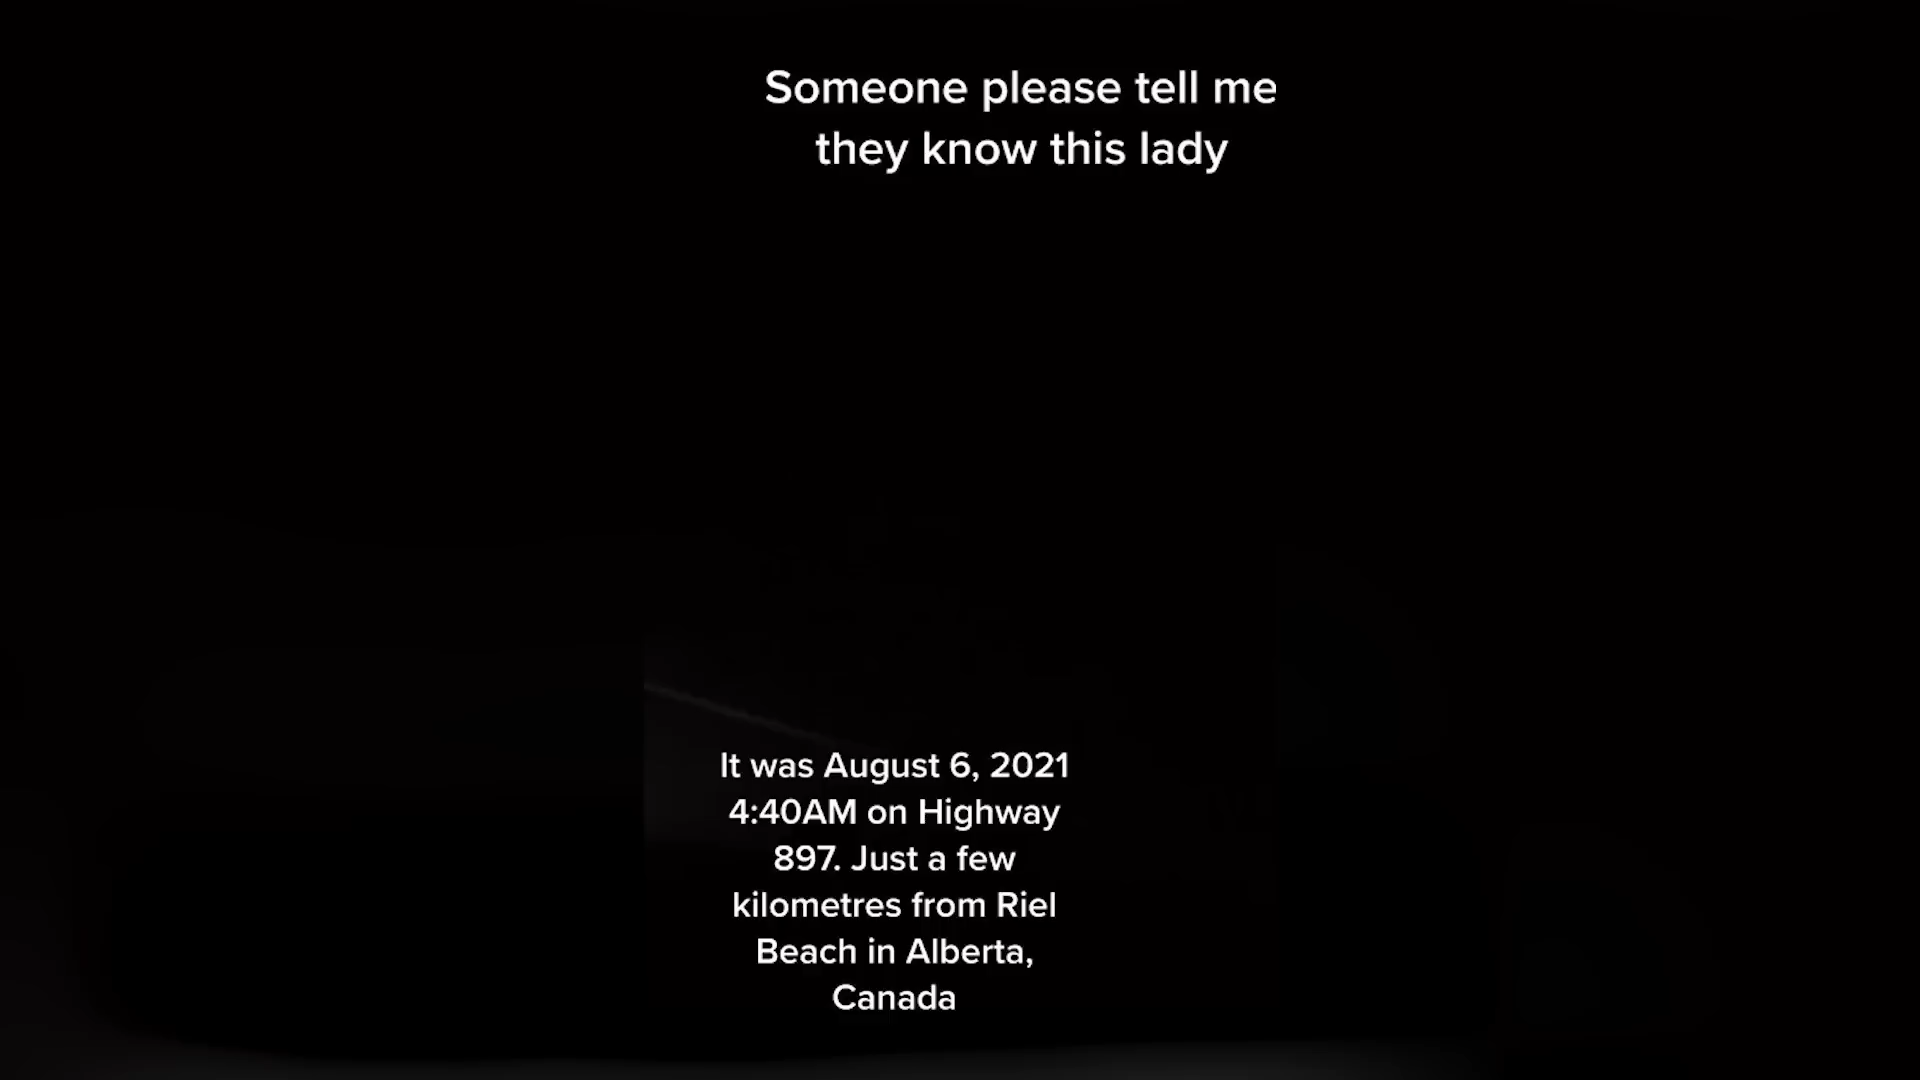 Someone please tell me
they know this lady
It was August 6, 2021
4:40AM on Highway
897. Just a few
kilometres from Riel
Beach in Alberta,
Canada